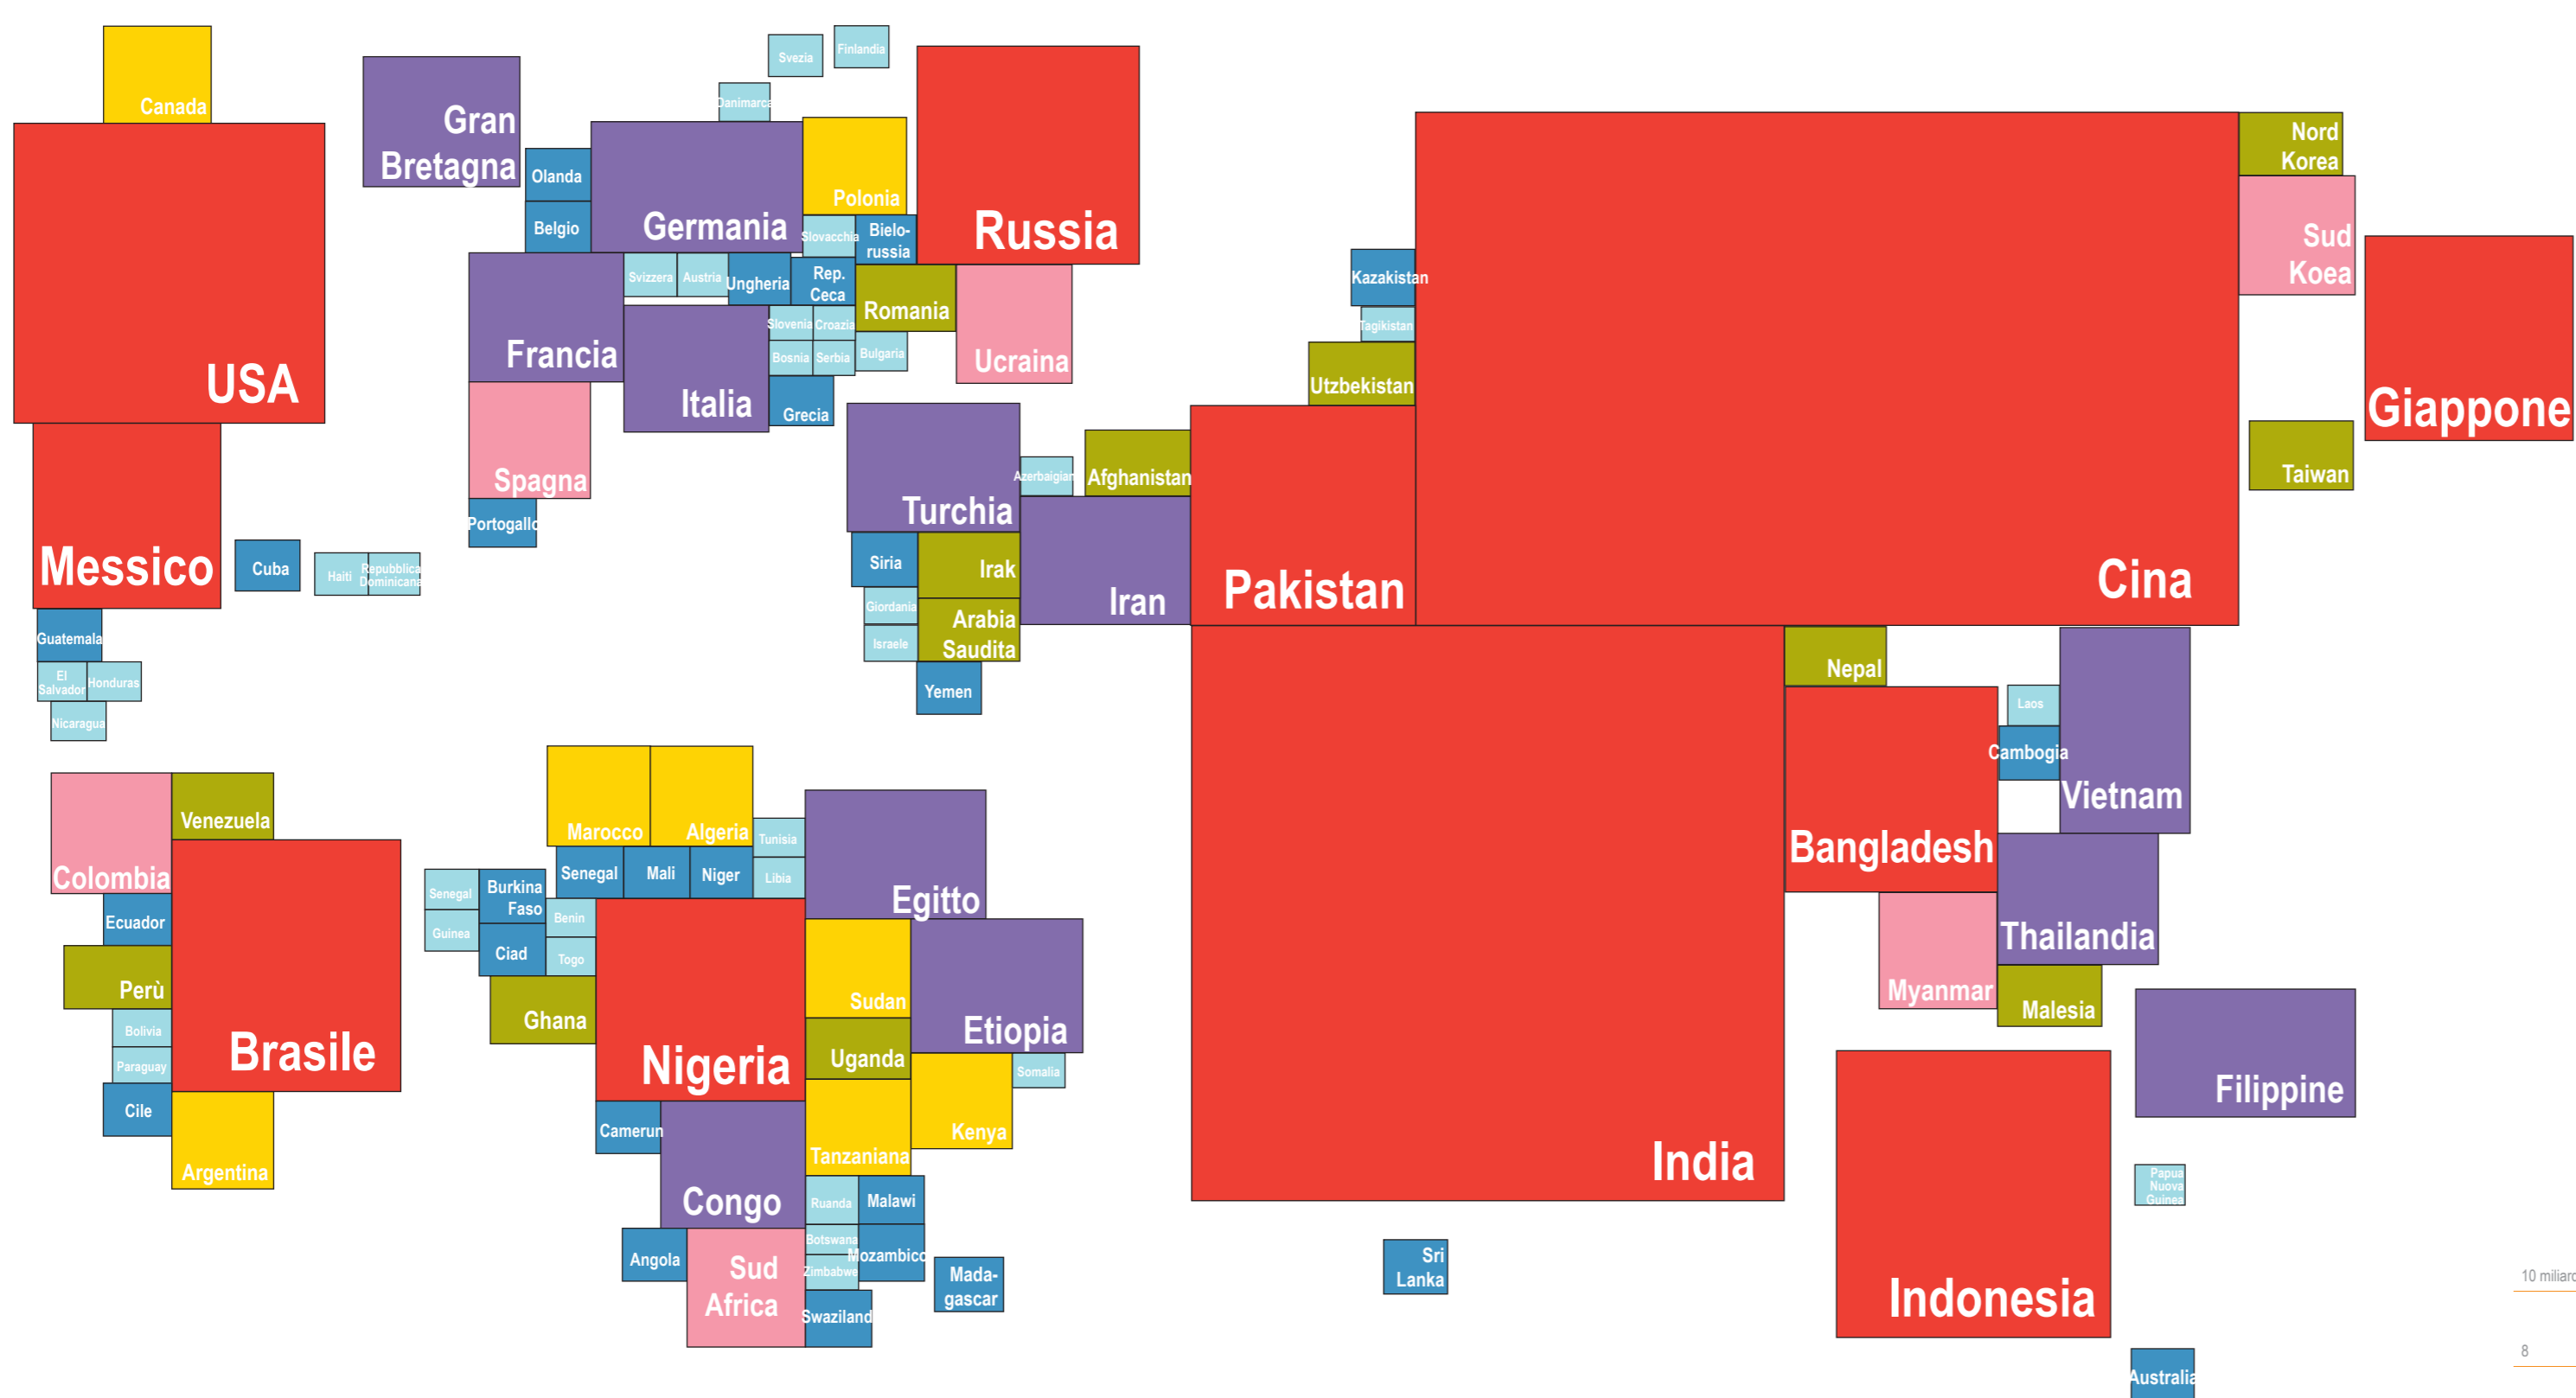 Canada
USA
Messico
Cuba
Haiti
Repubblica
Dominicana
Guatemala
El
Salvador
Honduras
Nicaragua
Colombia
Venezuela
Ecuador
Perù
Brasile
Bolivia
Paraguay
Cile
Argentina
Gran
Bretagna
Svezia
Finlandia
Danimarca
Olanda
Belgio
Germania
Polonia
Slovacchia
Bielo-
russia
Russia
Francia
Svizzera
Austria
Ungheria
Rep.
Ceca
Romania
Ucraina
Italia
Slovenia
Croazia
Bosnia
Serbia
Bulgaria
Grecia
Spagna
Portogallo
Turchia
Azerbaigian
Afghanistan
Siria
Irak
Iran
Giordania
Israele
Arabia
Saudita
Yemen
Marocco
Algeria
Tunisia
Libia
Egitto
Senegal
Mali
Niger
Senegal
Guinea
Burkina
Faso
Ciad
Benin
Togo
Ghana
Nigeria
Sudan
Etiopia
Uganda
Somalia
Kenya
Tanzaniana
Camerun
Congo
Ruanda
Malawi
Botswana
Mozambico
Zimbabwe
Angola
Sud
Africa
Swaziland
Mada-
gascar
Kazakistan
Tagikistan
Utzbekistan
Pakistan
Cina
Nord
Korea
Sud
Koea
Giappone
Taiwan
India
Nepal
Bangladesh
Laos
Cambogia
Vietnam
Thailandia
Myanmar
Malesia
Filippine
Indonesia
Papua
Nuova
Guinea
Sri
Lanka
Australia
10 miliard
8